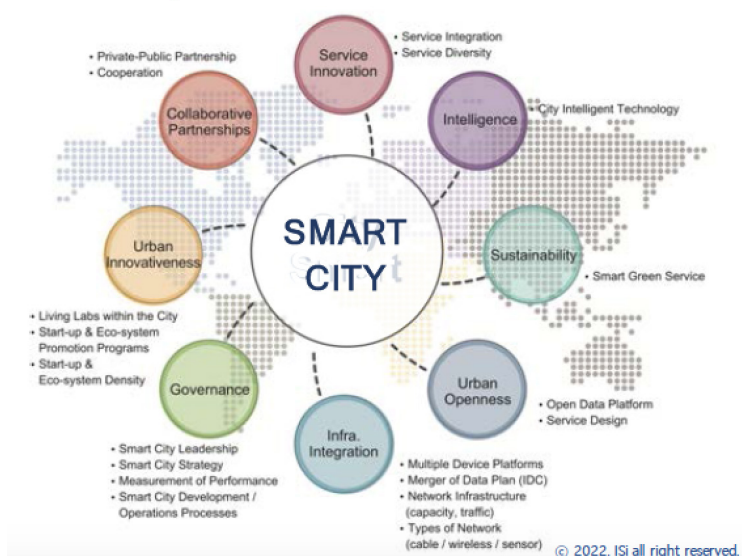 Service
Innovation
• Service Integration
• Service Diversity
• Private-Public Partnership
• Cooperation
Collaborative
Partnerships
Intelligence
• City Intelligent Technology
SMART
CITY
Urban
Innovativeness
• Living Labs within the City
• Start-up & Eco-system
Promotion Programs
• Start-up &
Eco-system Density
Sustainability
• Smart Green Service
Governance
• Smart City Leadership
• Smart City Strategy
• Measurement of Performance
• Smart City Development /
Operations Processes
Infra.
Integration
• Multiple Device Platforms
• Merger of Data Plan (IDC)
• Network Infrastructure
(capacity, traffic)
• Types of Network
(cable / wireless / sensor)
Urban
Openness
• Open Data Platform
• Service Design
ⓒ 2022. ISi all right reserved.